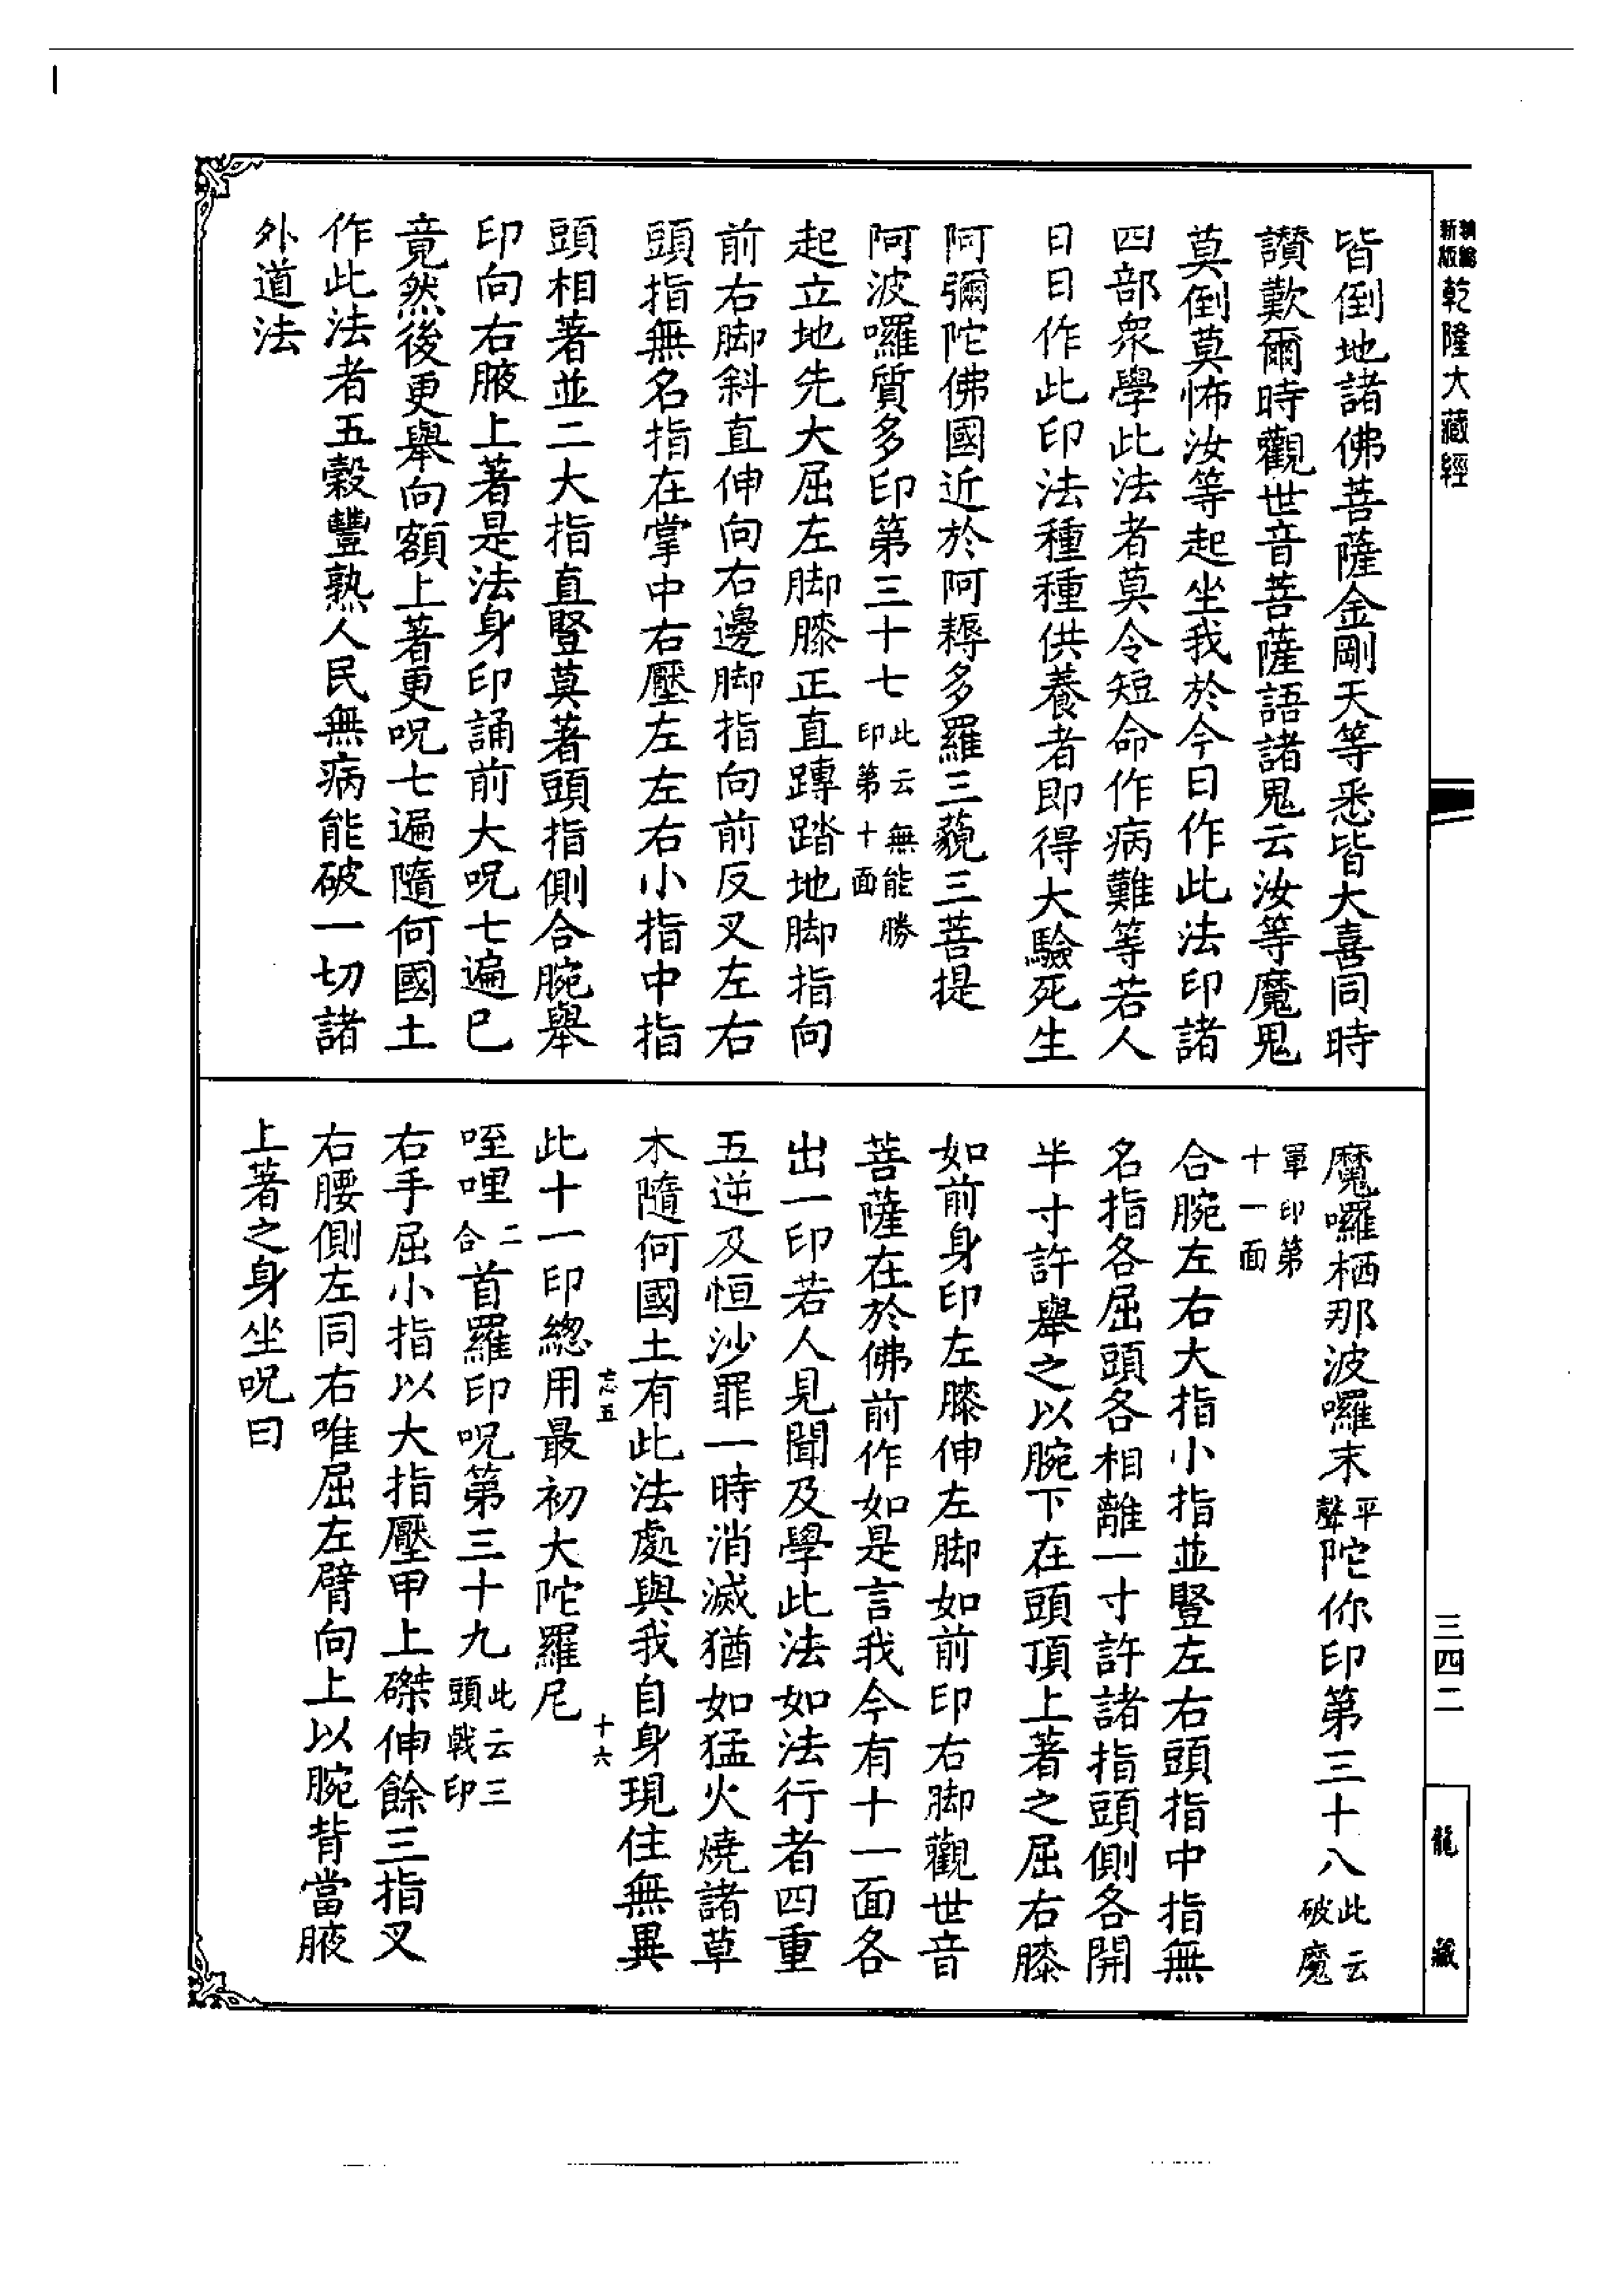 新編縮版乾隆大藏經
皆倒地諸佛菩薩金剛天等悉皆大喜同時
讚歎爾時觀世音菩薩語諸鬼云汝等魔鬼
莫倒莫怖汝等起坐我於今日作此法印諸
四部眾學此法者莫令短命作病難等若人
日日作此印法種種供養者即得大驗死生
阿彌陀佛國近於阿耨多羅三藐三菩提
阿波囉質多印第三十七此云無能勝印第十面
起立地先大屈左脚膝正直蹲踏地脚指向
前右脚斜直伸向右邊脚指向前反叉左右
頭指無名指在掌中右壓左左右小指中指
頭相著並二大指直豎莫著頭指側合腕舉
印向右腋上著是法身印誦前大呪七遍已
竟然後更舉向額上著更呪七遍隨何國土
作此法者五穀豐熟人民無病能破一切諸
外道法
魔囉栖那波囉末平聲陀你印第三十八此云破魔
軍印第十一面
合腕左右大指小指並豎左右頭指中指無
名指各屈頭各相離一寸許諸指頭側各開
半寸許舉之以腕下在頭頂上著之屈右膝
如前身印左膝伸左脚如前印右脚觀世音
菩薩在於佛前作如是言我今有十一面各
出一印若人見聞及學此法如法行者四重
五逆及恒沙罪一時消滅猶如猛火燒諸草
木隨何國土有此法處與我自身現住無異
忘五 十六
此十一印總用最初大陀羅尼
咥哩二合首羅印呪第三十九此云三頭戟印
右手屈小指以大指壓甲上磔伸餘三指叉
右腰側左同右唯屈左臂向上以腕背當腋
上著之身坐呪曰
三四二
龍藏